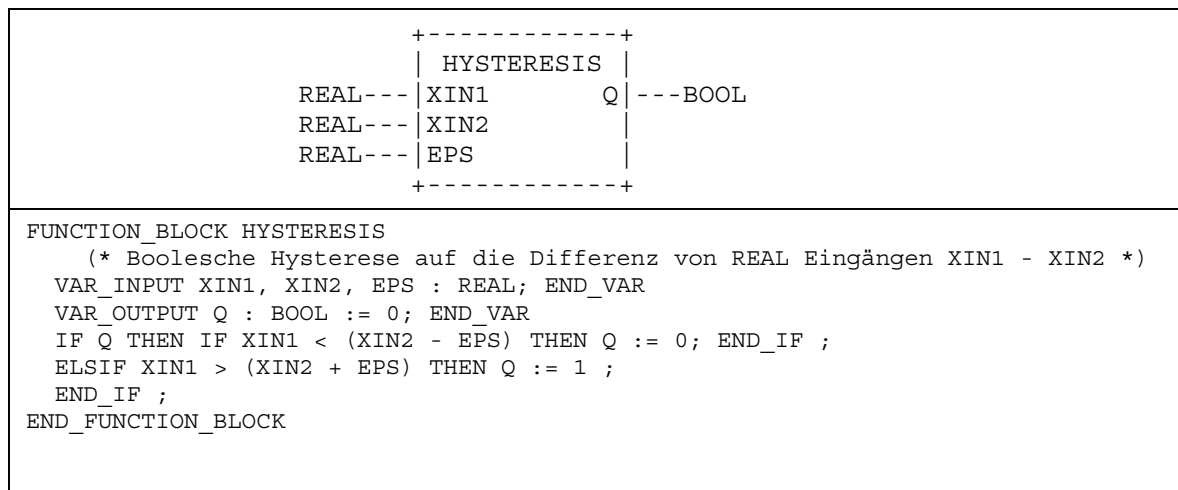 +------------+
| HYSTERESIS |
REAL---|XIN1       Q|---BOOL
REAL---|XIN2        |
REAL---|EPS         |
+------------+
FUNCTION_BLOCK HYSTERESIS
(* Boolesche Hysterese auf die Differenz von REAL Eingängen XIN1 - XIN2 *)
VAR_INPUT XIN1, XIN2, EPS : REAL; END_VAR
VAR_OUTPUT Q : BOOL := 0; END_VAR
IF Q THEN IF XIN1 < (XIN2 - EPS) THEN Q := 0; END_IF ;
ELSIF XIN1 > (XIN2 + EPS) THEN Q := 1 ;
END_IF ;
END_FUNCTION_BLOCK